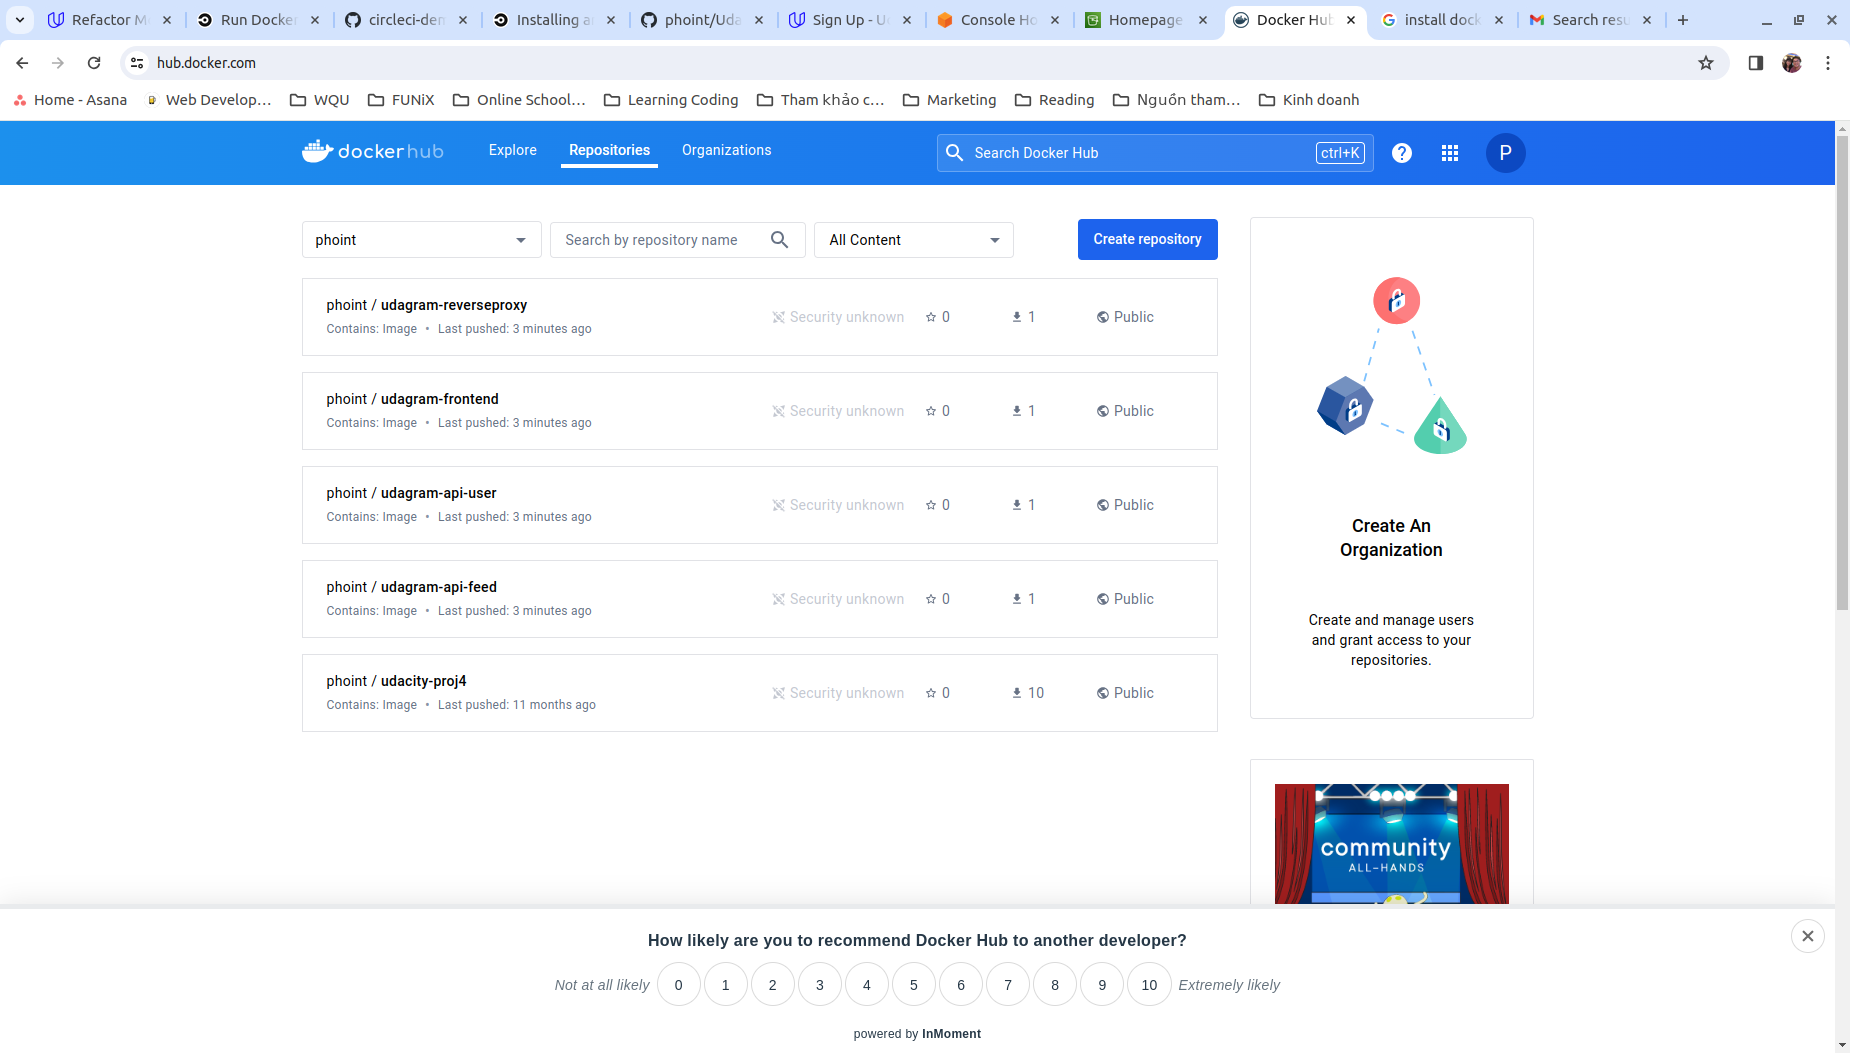 Refactor M
Run Docker
circleci-den
Installing a
phoint/Uda
Sign Up - U
Console Ho
Homepage
Docker Hub
install dock
Search resu
hub.docker.com
Home - Asana
Web Develop...
WQU
FUNiX
Online School...
Learning Coding
Tham khảo c...
Marketing
Reading
Nguồn tham...
Kinh doanh
docker hub
Explore
Repositories
Organizations
Search Docker Hub
ctrl+K
?
P
phoint
Search by repository name
All Content
Create repository
phoint / udagram-reverseproxy
Contains: Image • Last pushed: 3 minutes ago
Security unknown
0
1
Public
phoint / udagram-frontend
Contains: Image • Last pushed: 3 minutes ago
Security unknown
0
1
Public
phoint / udagram-api-user
Contains: Image • Last pushed: 3 minutes ago
Security unknown
0
1
Public
phoint / udagram-api-feed
Contains: Image • Last pushed: 3 minutes ago
Security unknown
0
1
Public
phoint / udacity-proj4
Contains: Image • Last pushed: 11 months ago
Security unknown
0
10
Public
Create An
Organization
Create and manage users
and grant access to your
repositories.
community
ALL-HANDS
How likely are you to recommend Docker Hub to another developer?
Not at all likely 0 1 2 3 4 5 6 7 8 9 10 Extremely likely
powered by InMoment